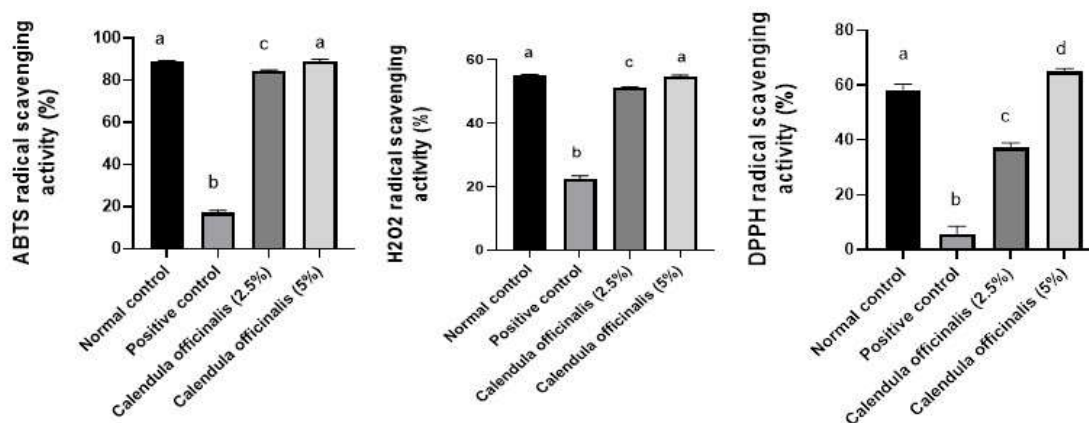 ABTS radical scavenging
activity (%)
100
80
60
40
20
0
a
b
c
a
Normal control
Positive control
Calendula officinalis (2.5%)
Calendula officinalis (5%)
H2O2 radical scavenging
activity (%)
60
40
20
0
a
b
c
a
Normal control
Positive control
Calendula officinalis (2.5%)
Calendula officinalis (5%)
DPPH radical scavenging
activity (%)
80
60
40
20
0
a
b
c
d
Normal control
Positive control
Calendula officinalis (2.5%)
Calendula officinalis (5%)